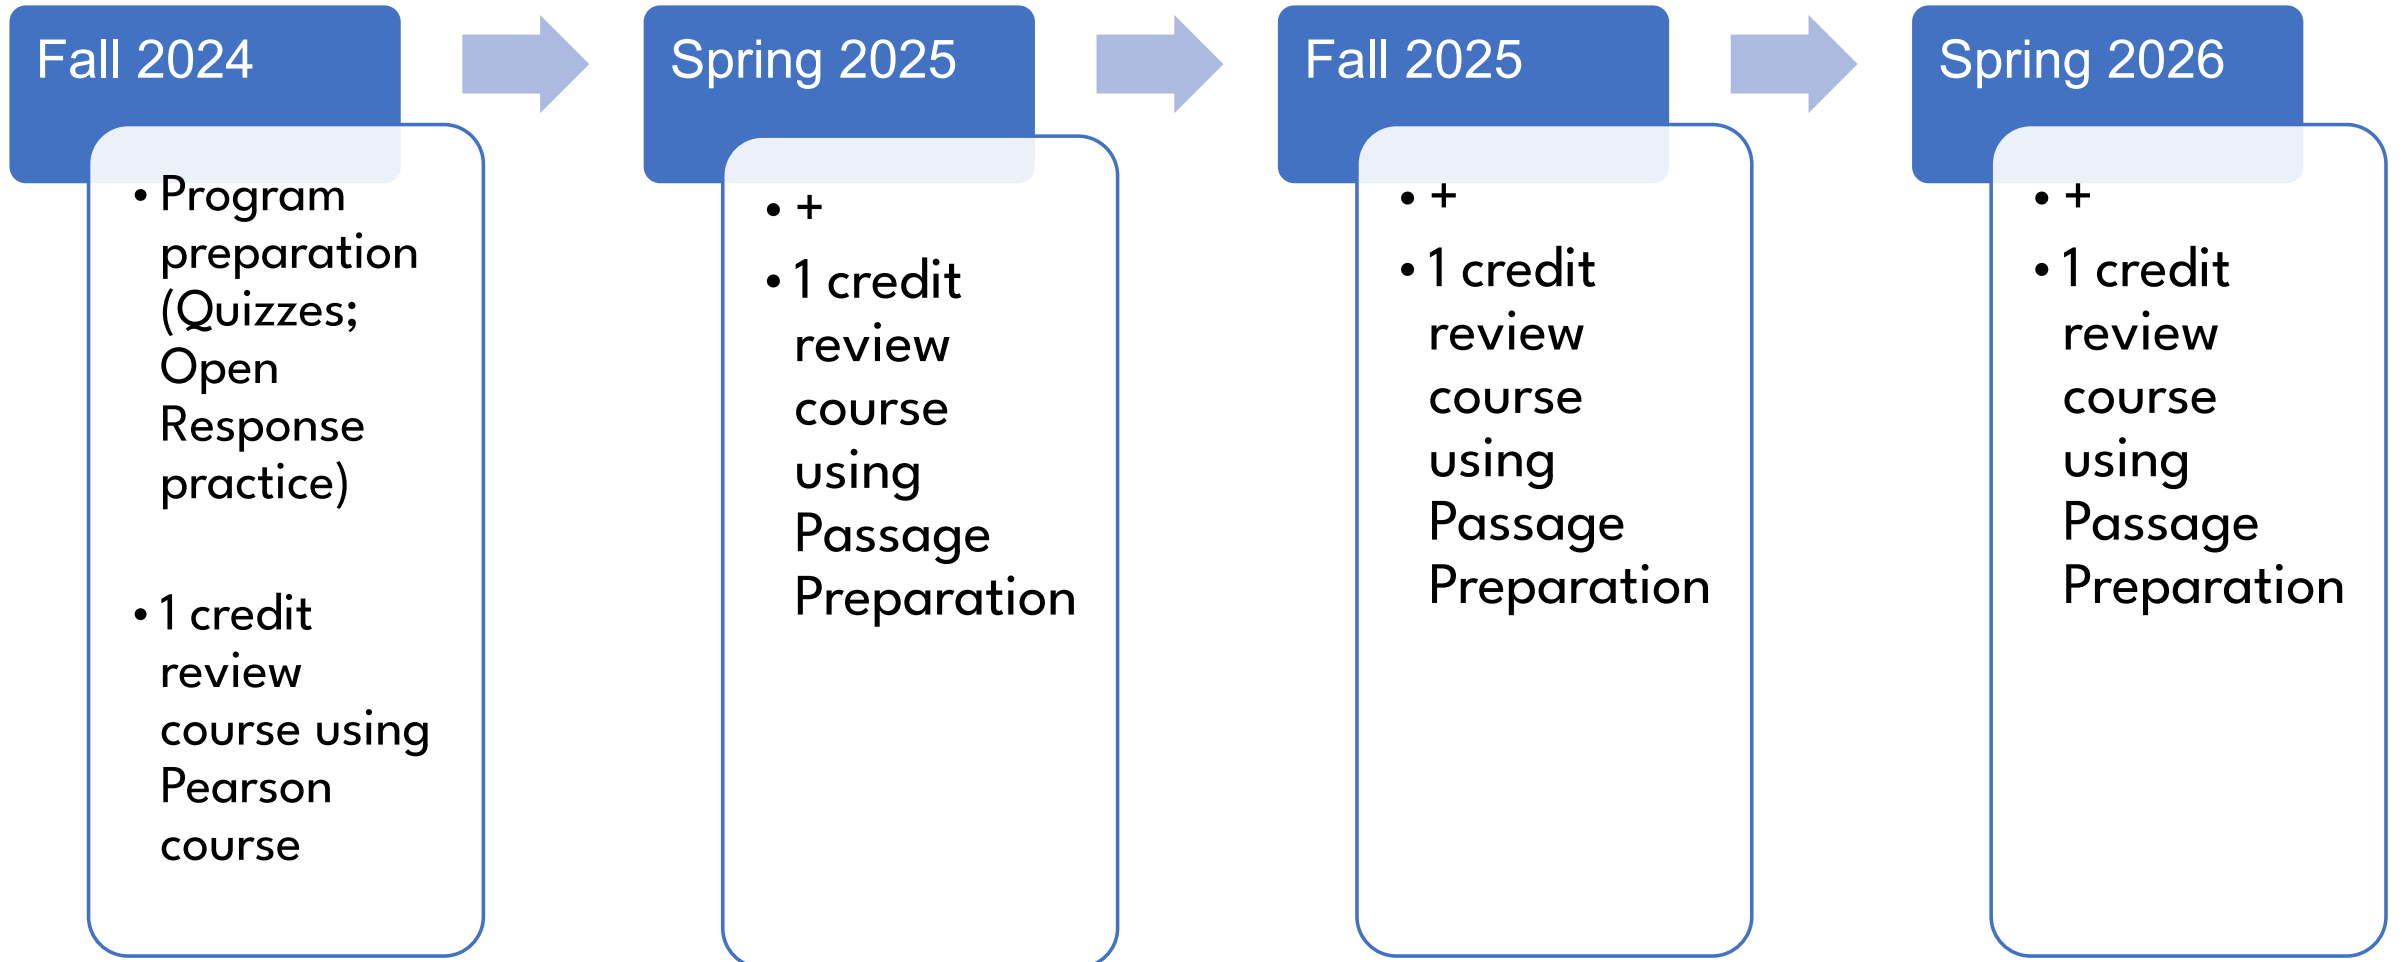 Fall 2024
• Program
preparation
(Quizzes;
Open
Response
practice)
• 1 credit
review
course using
Pearson
course
Spring 2025
• +
• 1 credit
review
course
using
Passage
Preparation
Fall 2025
• +
• 1 credit
review
course
using
Passage
Preparation
Spring 2026
• +
• 1 credit
review
course
using
Passage
Preparation